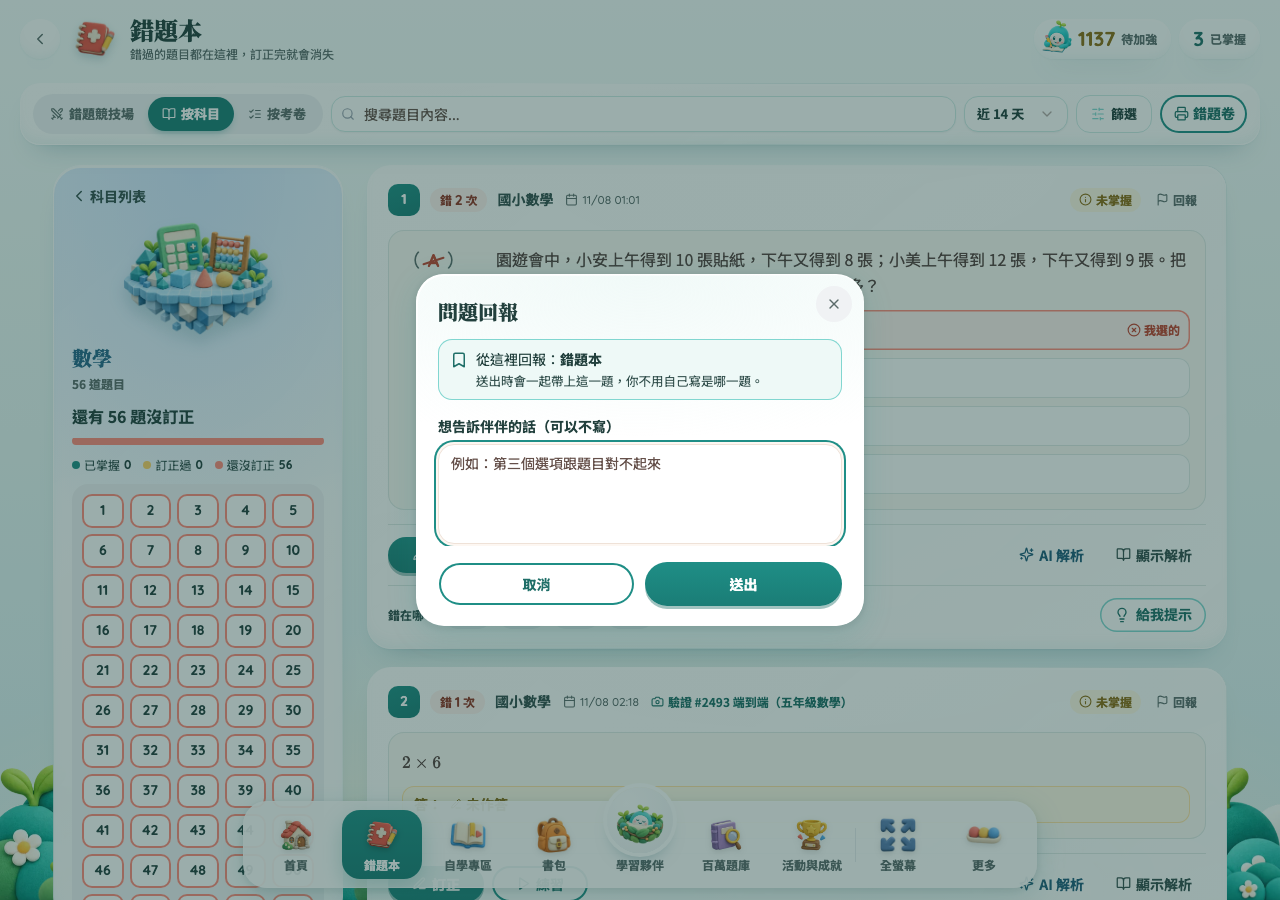 錯題本
錯過的題目都在這裡，訂正完就會消失
1137 待加強
3 已掌握
錯題競技場
按科目
按考卷
搜尋題目內容...
近 14 天
篩選
錯題卷
科目列表
數學
56 道題目
還有 56 題沒訂正
已掌握 0 訂正過 0 還沒訂正 56
1 2 3 4 5
6 7 8 9 10
11 12 13 14 15
16 17 18 19 20
21 22 23 24 25
26 27 28 29 30
31 32 33 34 35
36 37 38 39 40
41 42 43
46 47 48 49
1 錯 2 次 國小數學 11/08 01:01 未掌握 回報
（A） 園遊會中，小安上午得到 10 張貼紙，下午又得到 8 張；小美上午得到 12 張，下午又得到 9 張。把
？
我選的
AI 解析
顯示解析
錯在哪
給我提示
問題回報
從這裡回報：錯題本
送出時會一起帶上這一題，你不用自己寫是哪一題。
想告訴伴伴的話（可以不寫）
例如：第三個選項跟題目對不起來
取消
送出
2 錯 1 次 國小數學 11/08 02:18 驗證 #2493 端到端（五年級數學） 未掌握 回報
2 × 6
訂正
AI 解析
顯示解析
首頁
錯題本
自學專區
書包
學習夥伴
百萬題庫
活動與成就
全螢幕
更多